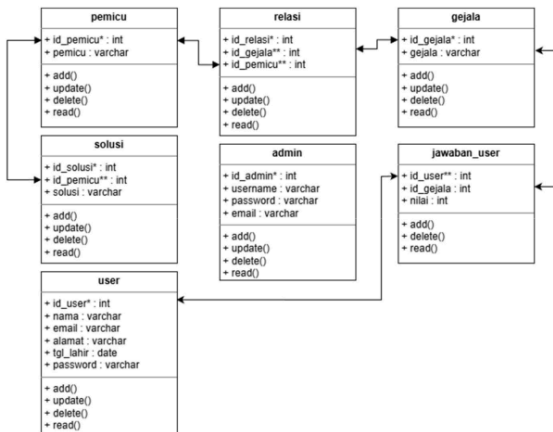 pemicu
+ id_pemicu* : int
+ pemicu : varchar
+ add()
+ update()
+ delete()
+ read()
relasi
+ id_relasi* : int
+ id_gejala** : int
+ id_pemicu** : int
+ add()
+ update()
+ delete()
+ read()
gejala
+ id_gejala* : int
+ gejala : varchar
+ add()
+ update()
+ delete()
+ read()
solusi
+ id_solusi* : int
+ id_pemicu** : int
+ solusi : varchar
+ add()
+ update()
+ delete()
+ read()
admin
+ id_admin* : int
+ username : varchar
+ password : varchar
+ email : varchar
+ add()
+ update()
+ delete()
+ read()
jawaban_user
+ id_user** : int
+ id_gejala : int
+ nilai : int
+ add()
+ delete()
+ read()
user
+ id_user* : int
+ nama : varchar
+ email : varchar
+ alamat : varchar
+ tgl_lahir : date
+ password : varchar
+ add()
+ update()
+ delete()
+ read()